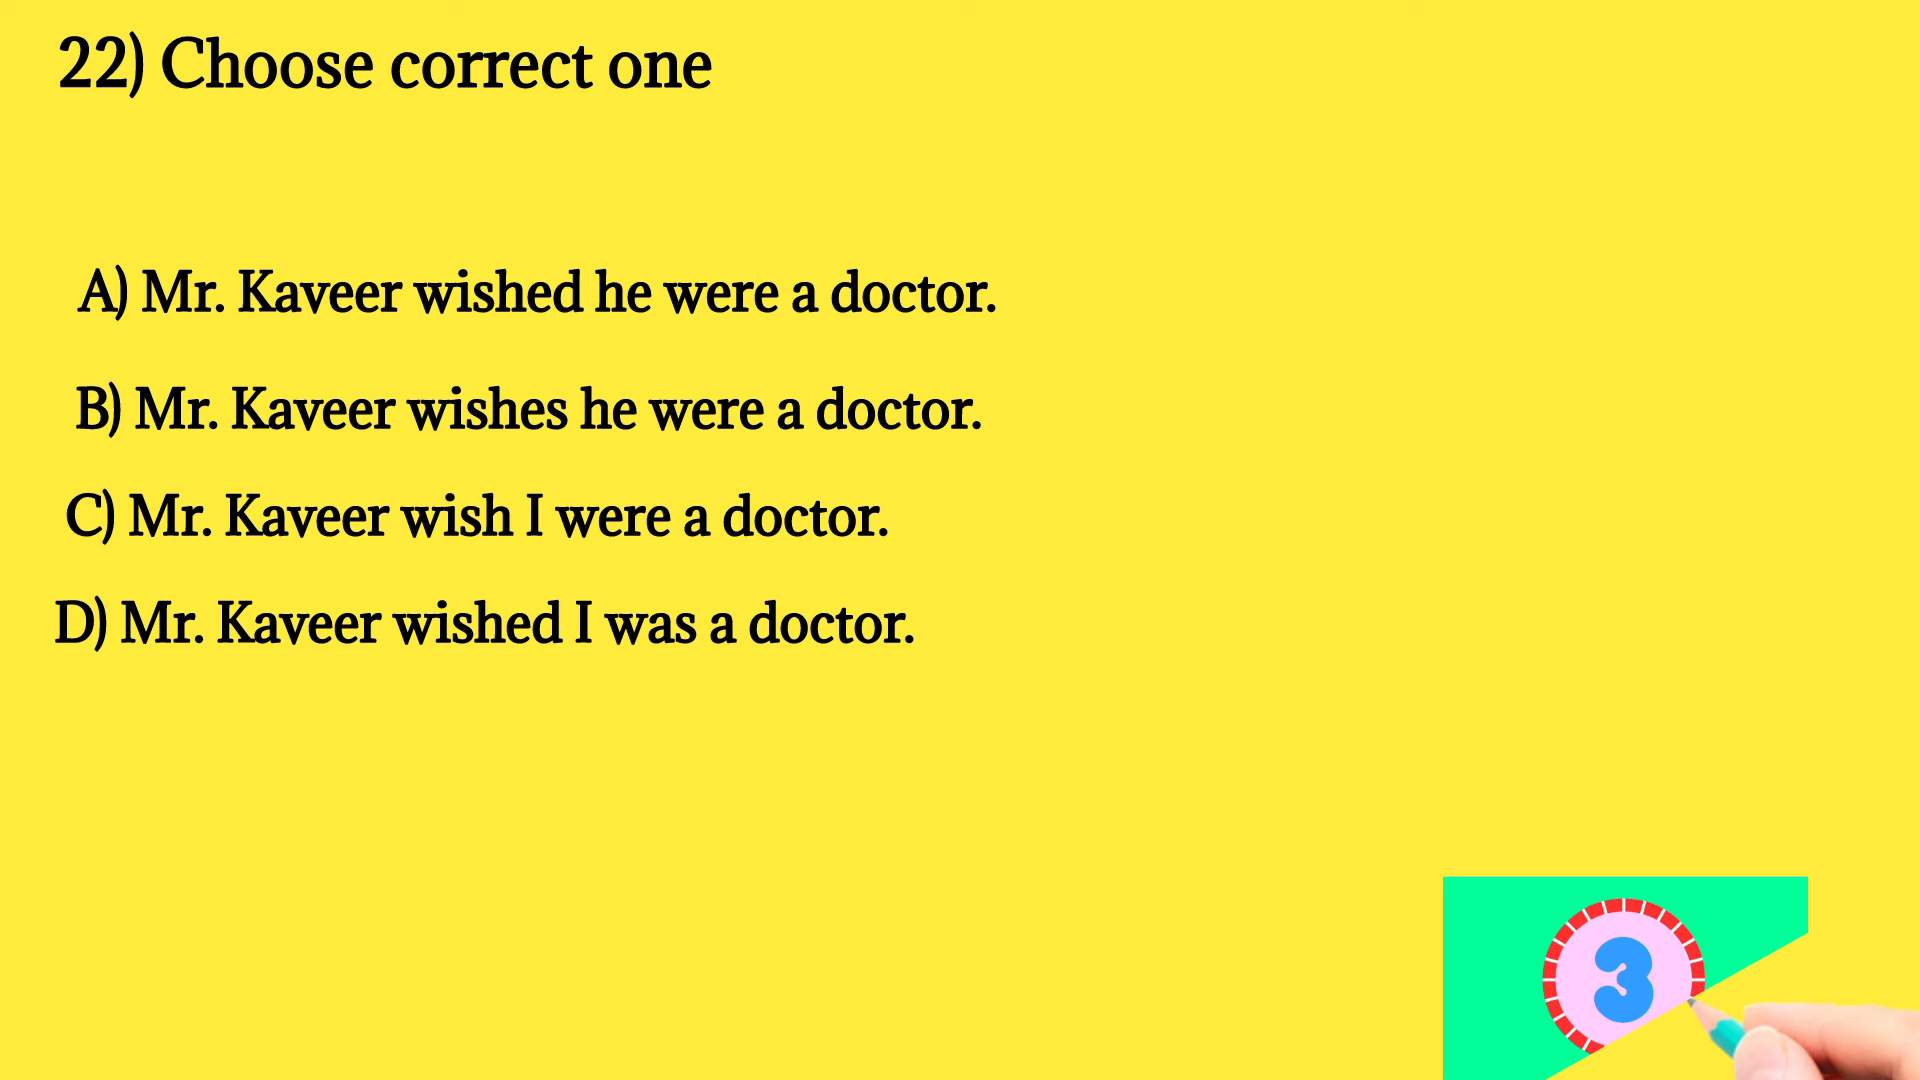 22) Choose correct one
A) Mr. Kaveer wished he were a doctor.
B) Mr. Kaveer wishes he were a doctor.
C) Mr. Kaveer wish I were a doctor.
D) Mr. Kaveer wished I was a doctor.
3